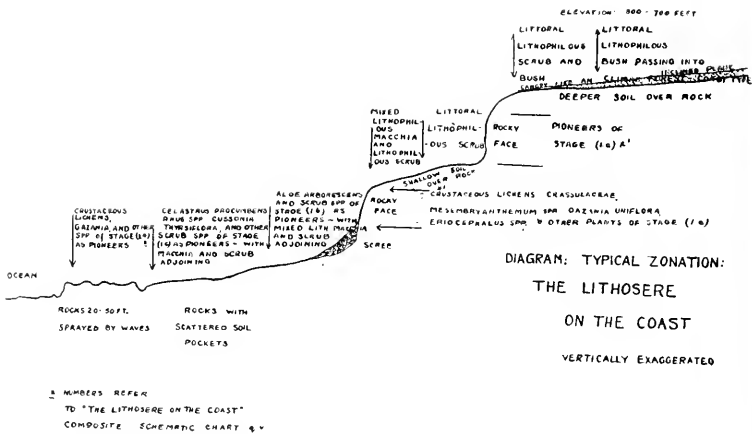 ELEVATION: 500 - 700 FEET
LITTORAL
LITHOPHILOUS
SCRUB AND
BUSH
LITTORAL
LITHOPHILOUS
BUSH PASSING INTO
INCLINED PLANE
DEEPER SOIL OVER ROCK
MIXED
LITHOPHIL-
OUS
MACCHIA
AND
LITHOPHIL-
OUS SCRUB
LITTORAL
LITHOPHIL-
OUS SCRUB
ROCKY
FACE
PIONEERS OF
STAGE (1a)
SHALLOW SOIL
OVER ROCK
ALOE ARBORESCENS
AND SCRUB SPP OF
STAGE (1b) AS
PIONEERS - WITH
MIXED LITH MACCHIA
AND SCRUB
ADJOINING
ROCKY
FACE
CRUSTACEOUS LICHENS CRASSULACEAE,
MESEMBRYANTHEMUM SPP GAZANIA UNIFLORA,
ERIOCEPHALUS SPP. & OTHER PLANTS OF STAGE (1a)
SCREE
CRUSTACEOUS
LICHENS,
GAZANIA, AND OTHER
SPP OF STAGE (1a)
AS PIONEERS
CELASTRUS PROCUMBENS
RHUS SPP CUSSONIA
THYRSIFLORA, AND OTHER
SCRUB SPP OF STAGE
AS PIONEERS - WITH
MACCHIA AND SCRUB
ADJOINING
OCEAN
ROCKS 20-50 FT.
SPRAYED BY WAVES
ROCKS WITH
SCATTERED SOIL
POCKETS
DIAGRAM: TYPICAL ZONATION:
THE LITHOSERE
ON THE COAST
VERTICALLY EXAGGERATED
NUMBERS REFER
TO "THE LITHOSERE ON THE COAST"
COMPOSITE SCHEMATIC CHART q v